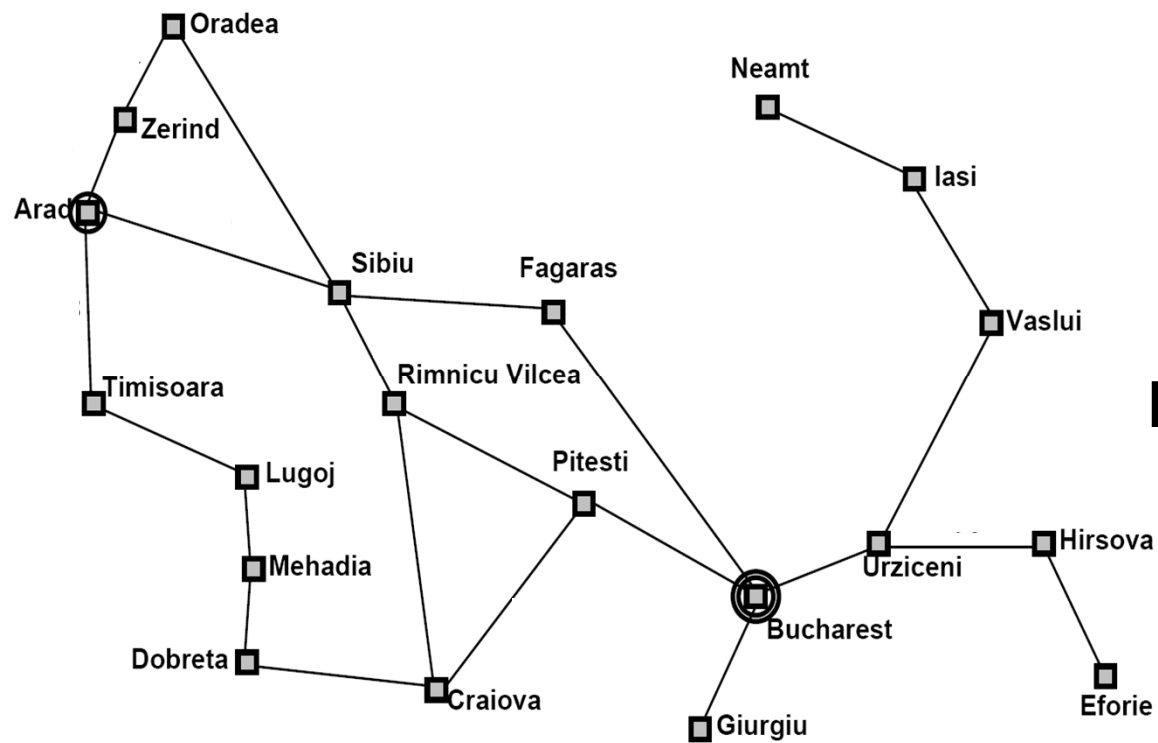 Oradea
Neamt
Zerind
Iasi
Arad
Sibiu
Fagaras
Vaslui
Timisoara
Rimnicu Vilcea
Lugoj
Pitesti
Mehadia
Hirsova
Urziceni
Bucharest
Dobreta
Craiova
Giurgiu
Eforie